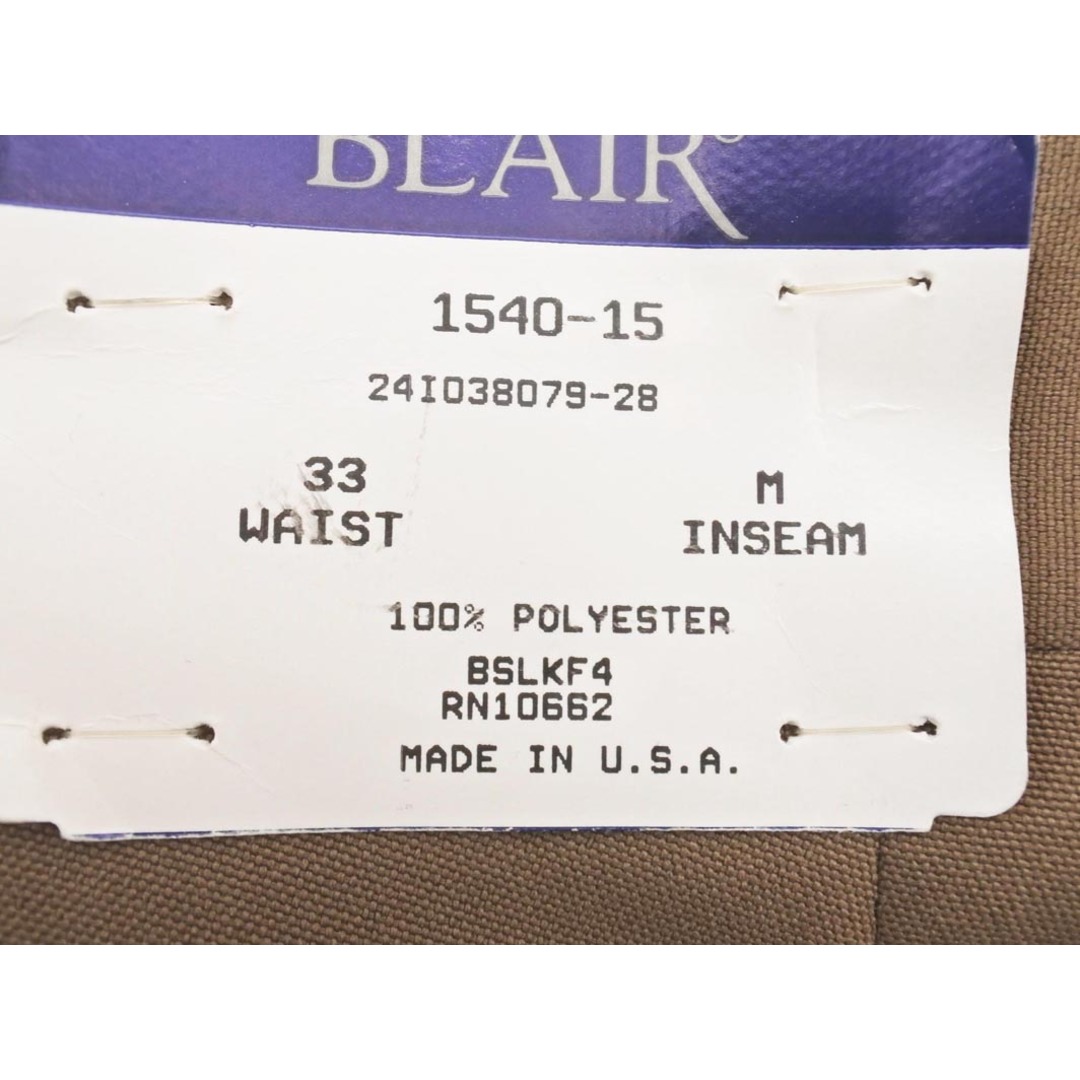 BLAIR®
1540-15
24I038079-28
33 M
WAIST INSEAM
100% POLYESTER
BSLKF4
RN10662
MADE IN U.S.A.